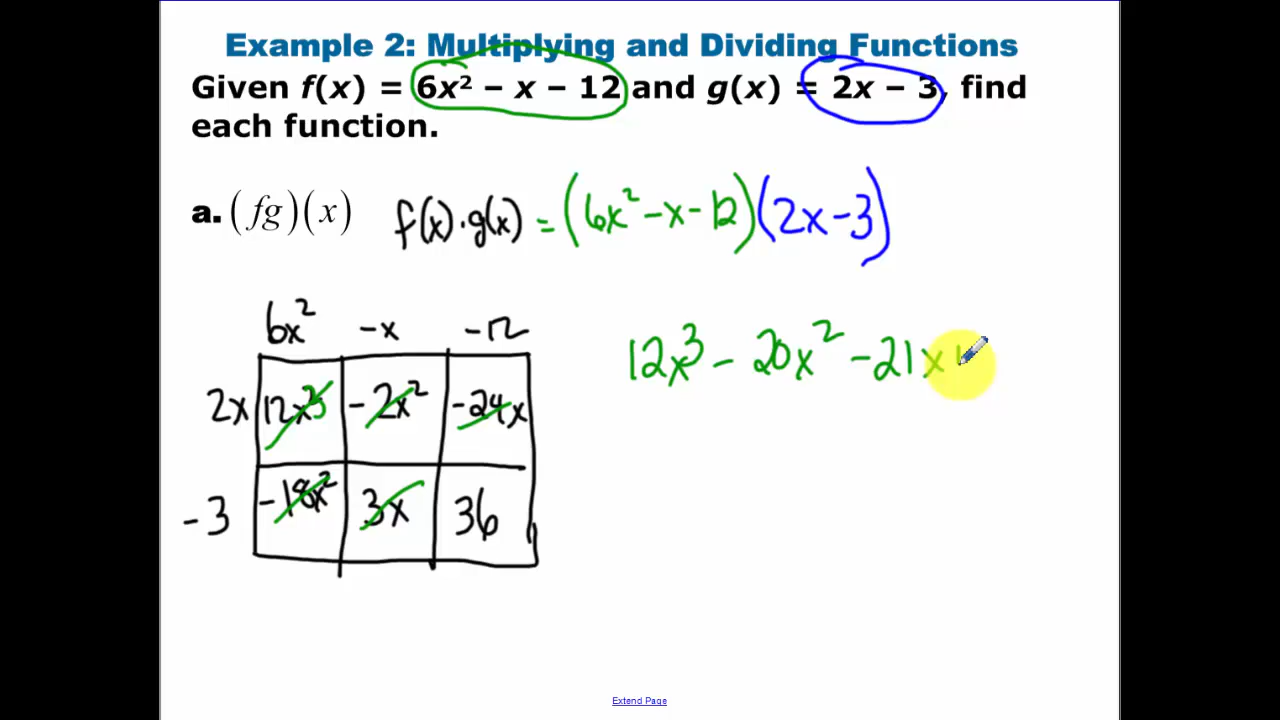 Example 2: Multiplying and Dividing Functions
Given f(x) = 6x² − x − 12 and g(x) = 2x − 3, find
each function.
a. (fg)(x) f(x)·g(x) = (6x² −x − 12)(2x −3)
6x² −x −12
12x³ − 20x² −21x
2x 12x³ −2x² −24x
−3 −18x² 3x 36
Extend Page